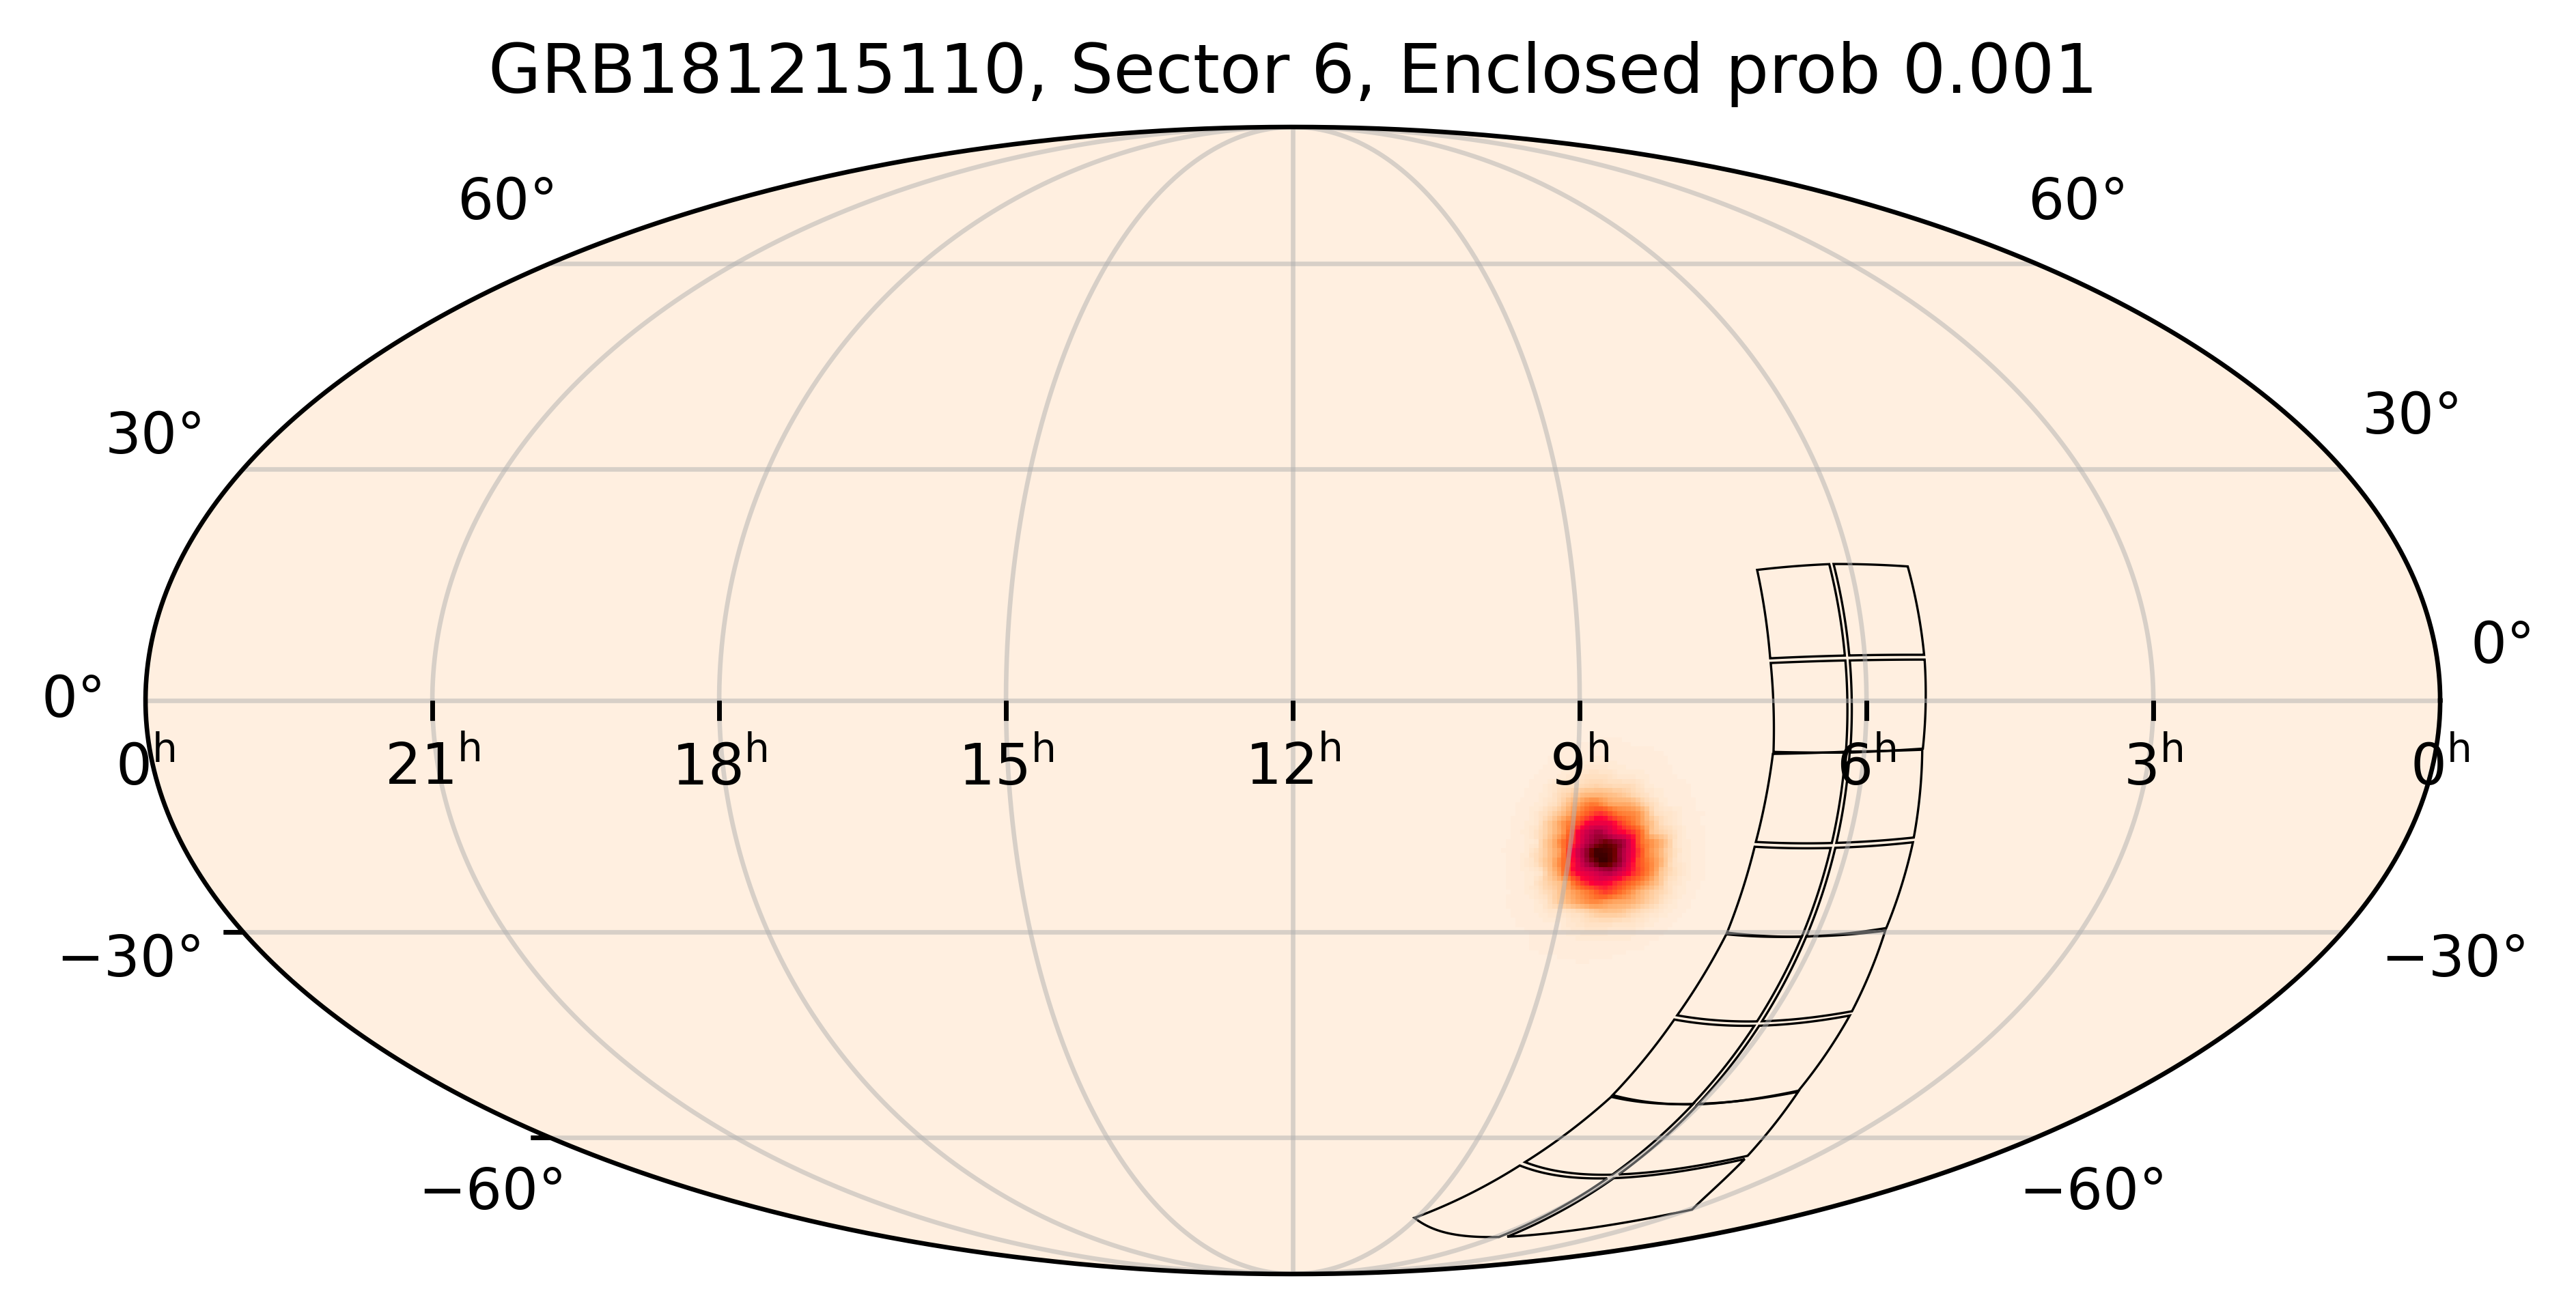 GRB181215110, Sector 6, Enclosed prob 0.001
60° 60°
30° 30°
0° 0°
0ʰ 21ʰ 18ʰ 15ʰ 12ʰ 9ʰ 6ʰ 3ʰ 0ʰ
−30° −30°
−60° −60°